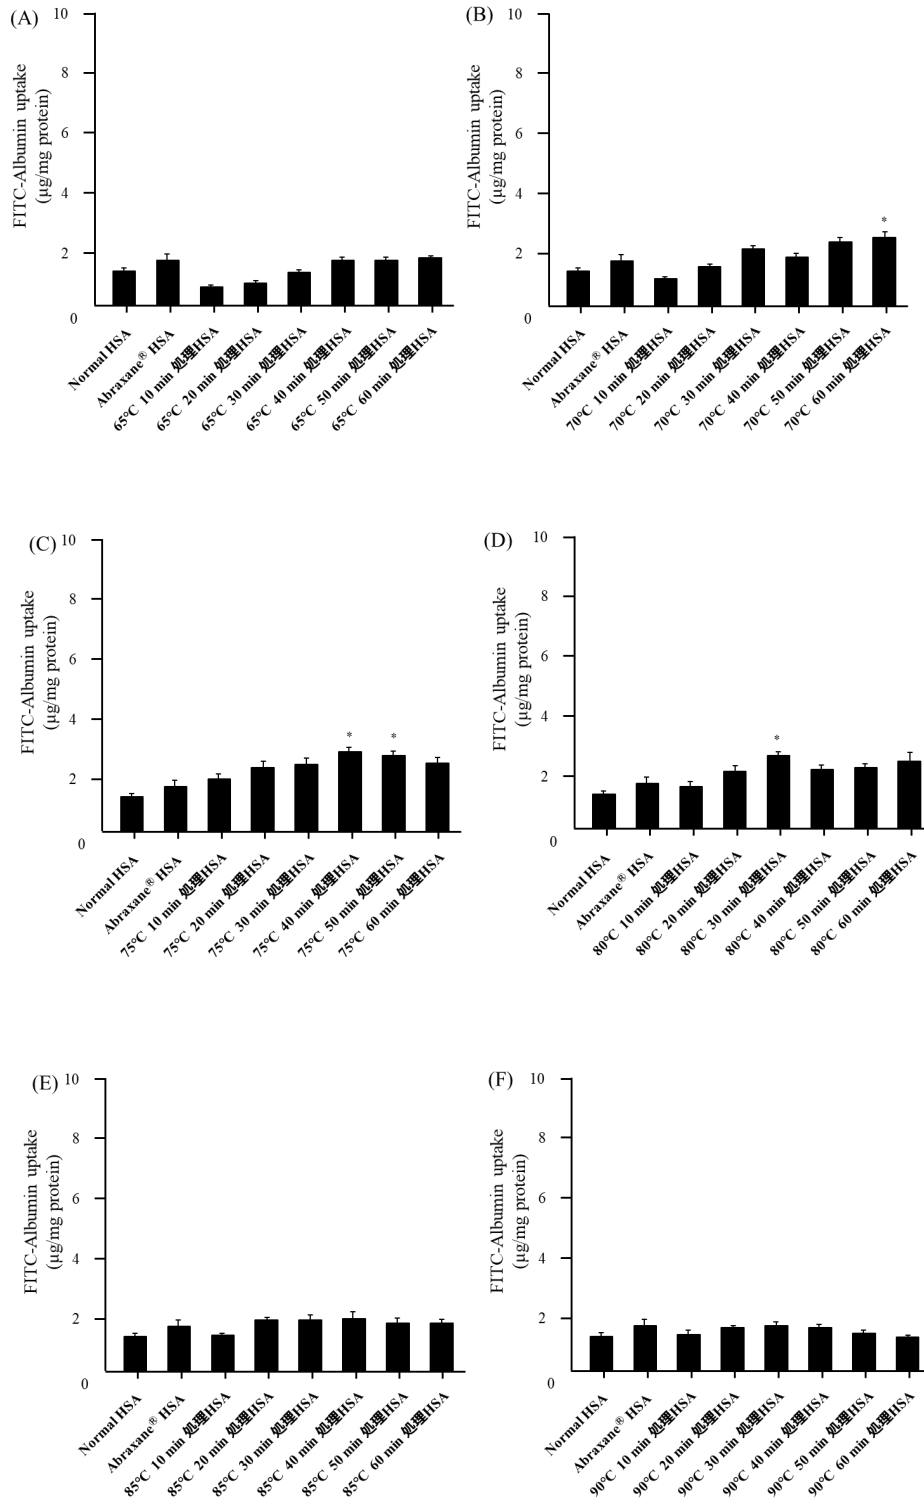 (A)
FITC-Albumin uptake
(μg/mg protein)
10
8
6
4
2
0
Normal HSA
Abraxane® HSA
65℃ 10 min 処理HSA
65℃ 20 min 処理HSA
65℃ 30 min 処理HSA
65℃ 40 min 処理HSA
65℃ 50 min 処理HSA
65℃ 60 min 処理HSA
(B)
FITC-Albumin uptake
(μg/mg protein)
10
8
6
4
2
0
*
Normal HSA
Abraxane® HSA
70℃ 10 min 処理HSA
70℃ 20 min 処理HSA
70℃ 30 min 処理HSA
70℃ 40 min 処理HSA
70℃ 50 min 処理HSA
70℃ 60 min 処理HSA
(C)
FITC-Albumin uptake
(μg/mg protein)
10
8
6
4
2
0
*
*
Normal HSA
Abraxane® HSA
75℃ 10 min 処理HSA
75℃ 20 min 処理HSA
75℃ 30 min 処理HSA
75℃ 40 min 処理HSA
75℃ 50 min 処理HSA
75℃ 60 min 処理HSA
(D)
FITC-Albumin uptake
(μg/mg protein)
10
8
6
4
2
0
*
Normal HSA
Abraxane® HSA
80℃ 10 min 処理HSA
80℃ 20 min 処理HSA
80℃ 30 min 処理HSA
80℃ 40 min 処理HSA
80℃ 50 min 処理HSA
80℃ 60 min 処理HSA
(E)
FITC-Albumin uptake
(μg/mg protein)
10
8
6
4
2
0
Normal HSA
Abraxane® HSA
85℃ 10 min 処理HSA
85℃ 20 min 処理HSA
85℃ 30 min 処理HSA
85℃ 40 min 処理HSA
85℃ 50 min 処理HSA
85℃ 60 min 処理HSA
(F)
FITC-Albumin uptake
(μg/mg protein)
10
8
6
4
2
0
Normal HSA
Abraxane® HSA
90℃ 10 min 処理HSA
90℃ 20 min 処理HSA
90℃ 30 min 処理HSA
90℃ 40 min 処理HSA
90℃ 50 min 処理HSA
90℃ 60 min 処理HSA